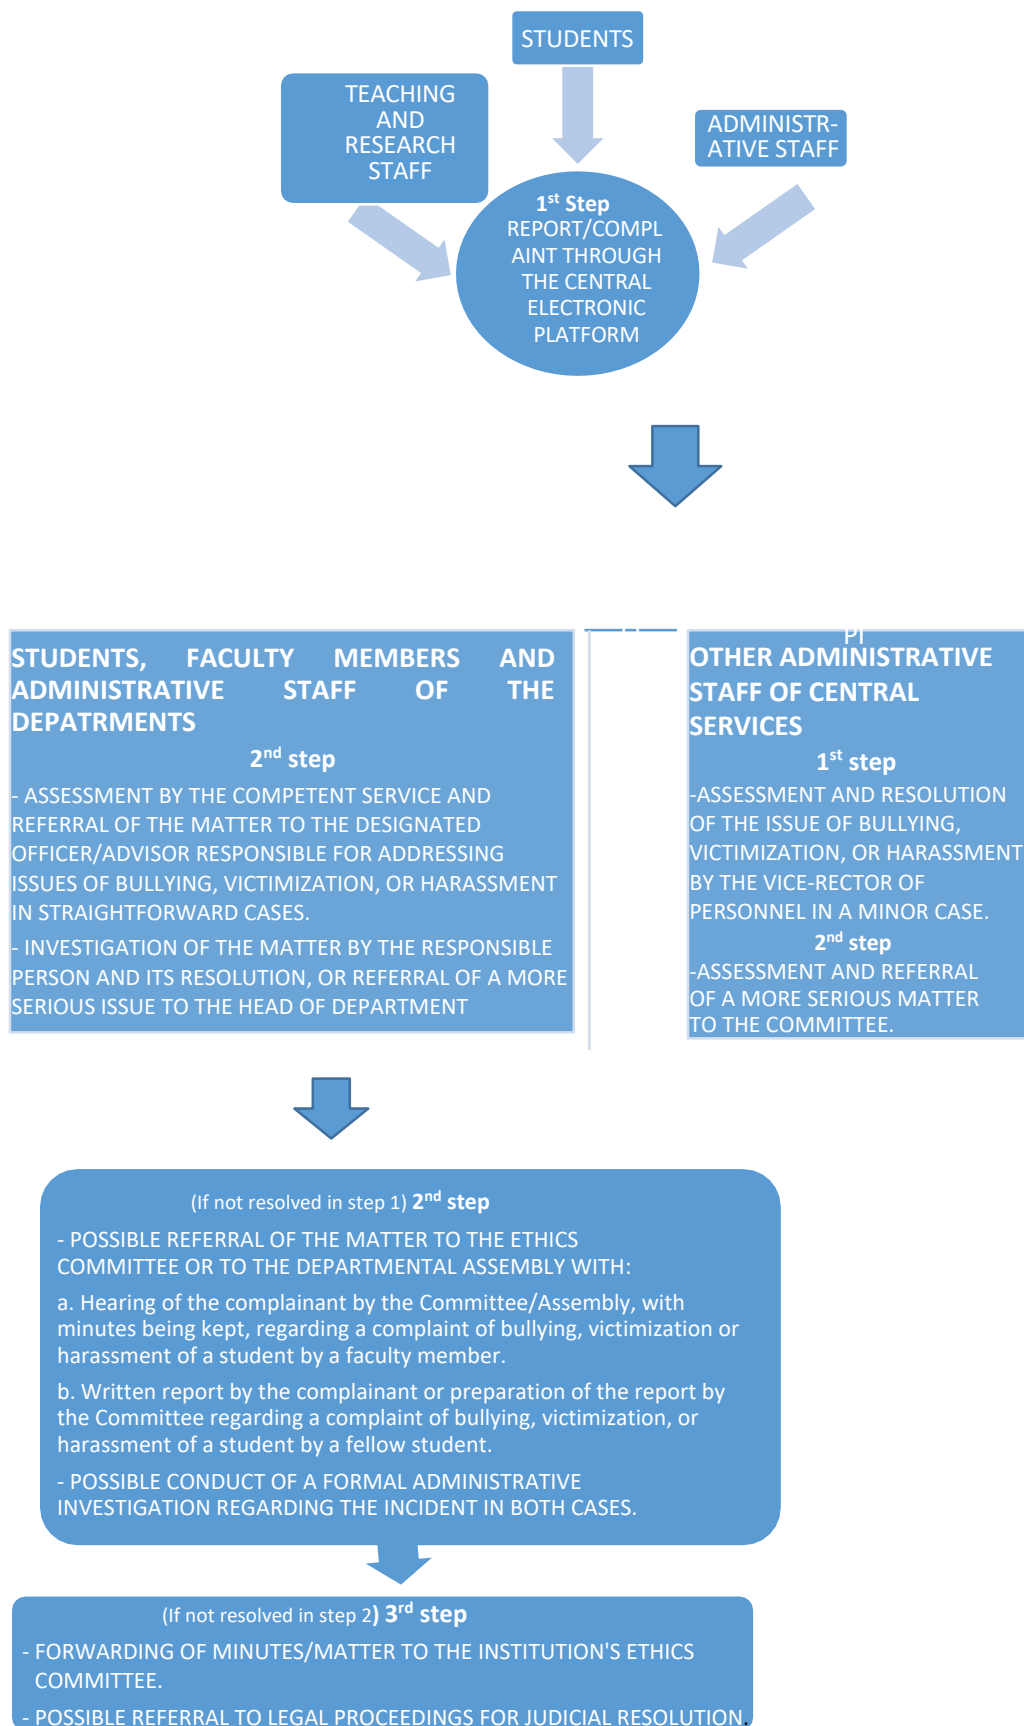 STUDENTS
TEACHING
AND
RESEARCH
STAFF
ADMINISTR-
ATIVE STAFF
1st Step
REPORT/COMPL
AINT THROUGH
THE CENTRAL
ELECTRONIC
PLATFORM
STUDENTS, FACULTY MEMBERS AND
ADMINISTRATIVE STAFF OF THE
DEPATRMENTS
2nd step
- ASSESSMENT BY THE COMPETENT SERVICE AND
REFERRAL OF THE MATTER TO THE DESIGNATED
OFFICER/ADVISOR RESPONSIBLE FOR ADDRESSING
ISSUES OF BULLYING, VICTIMIZATION, OR HARASSMENT
IN STRAIGHTFORWARD CASES.
- INVESTIGATION OF THE MATTER BY THE RESPONSIBLE
PERSON AND ITS RESOLUTION, OR REFERRAL OF A MORE
SERIOUS ISSUE TO THE HEAD OF DEPARTMENT
PI
OTHER ADMINISTRATIVE
STAFF OF CENTRAL
SERVICES
1st step
-ASSESSMENT AND RESOLUTION
OF THE ISSUE OF BULLYING,
VICTIMIZATION, OR HARASSMENT
BY THE VICE-RECTOR OF
PERSONNEL IN A MINOR CASE.
2nd step
-ASSESSMENT AND REFERRAL
OF A MORE SERIOUS MATTER
TO THE COMMITTEE.
(If not resolved in step 1) 2nd step
- POSSIBLE REFERRAL OF THE MATTER TO THE ETHICS
COMMITTEE OR TO THE DEPARTMENTAL ASSEMBLY WITH:
a. Hearing of the complainant by the Committee/Assembly, with
minutes being kept, regarding a complaint of bullying, victimization or
harassment of a student by a faculty member.
b. Written report by the complainant or preparation of the report by
the Committee regarding a complaint of bullying, victimization, or
harassment of a student by a fellow student.
- POSSIBLE CONDUCT OF A FORMAL ADMINISTRATIVE
INVESTIGATION REGARDING THE INCIDENT IN BOTH CASES.
(If not resolved in step 2) 3rd step
- FORWARDING OF MINUTES/MATTER TO THE INSTITUTION'S ETHICS
COMMITTEE.
- POSSIBLE REFERRAL TO LEGAL PROCEEDINGS FOR JUDICIAL RESOLUTION.